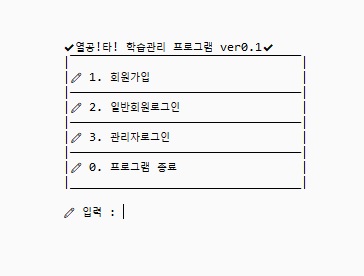 ✔열공!타! 학습관리 프로그램 ver0.1✔
✏ 1. 회원가입
✏ 2. 일반회원로그인
✏ 3. 관리자로그인
✏ 0. 프로그램 종료
✏ 입력 :